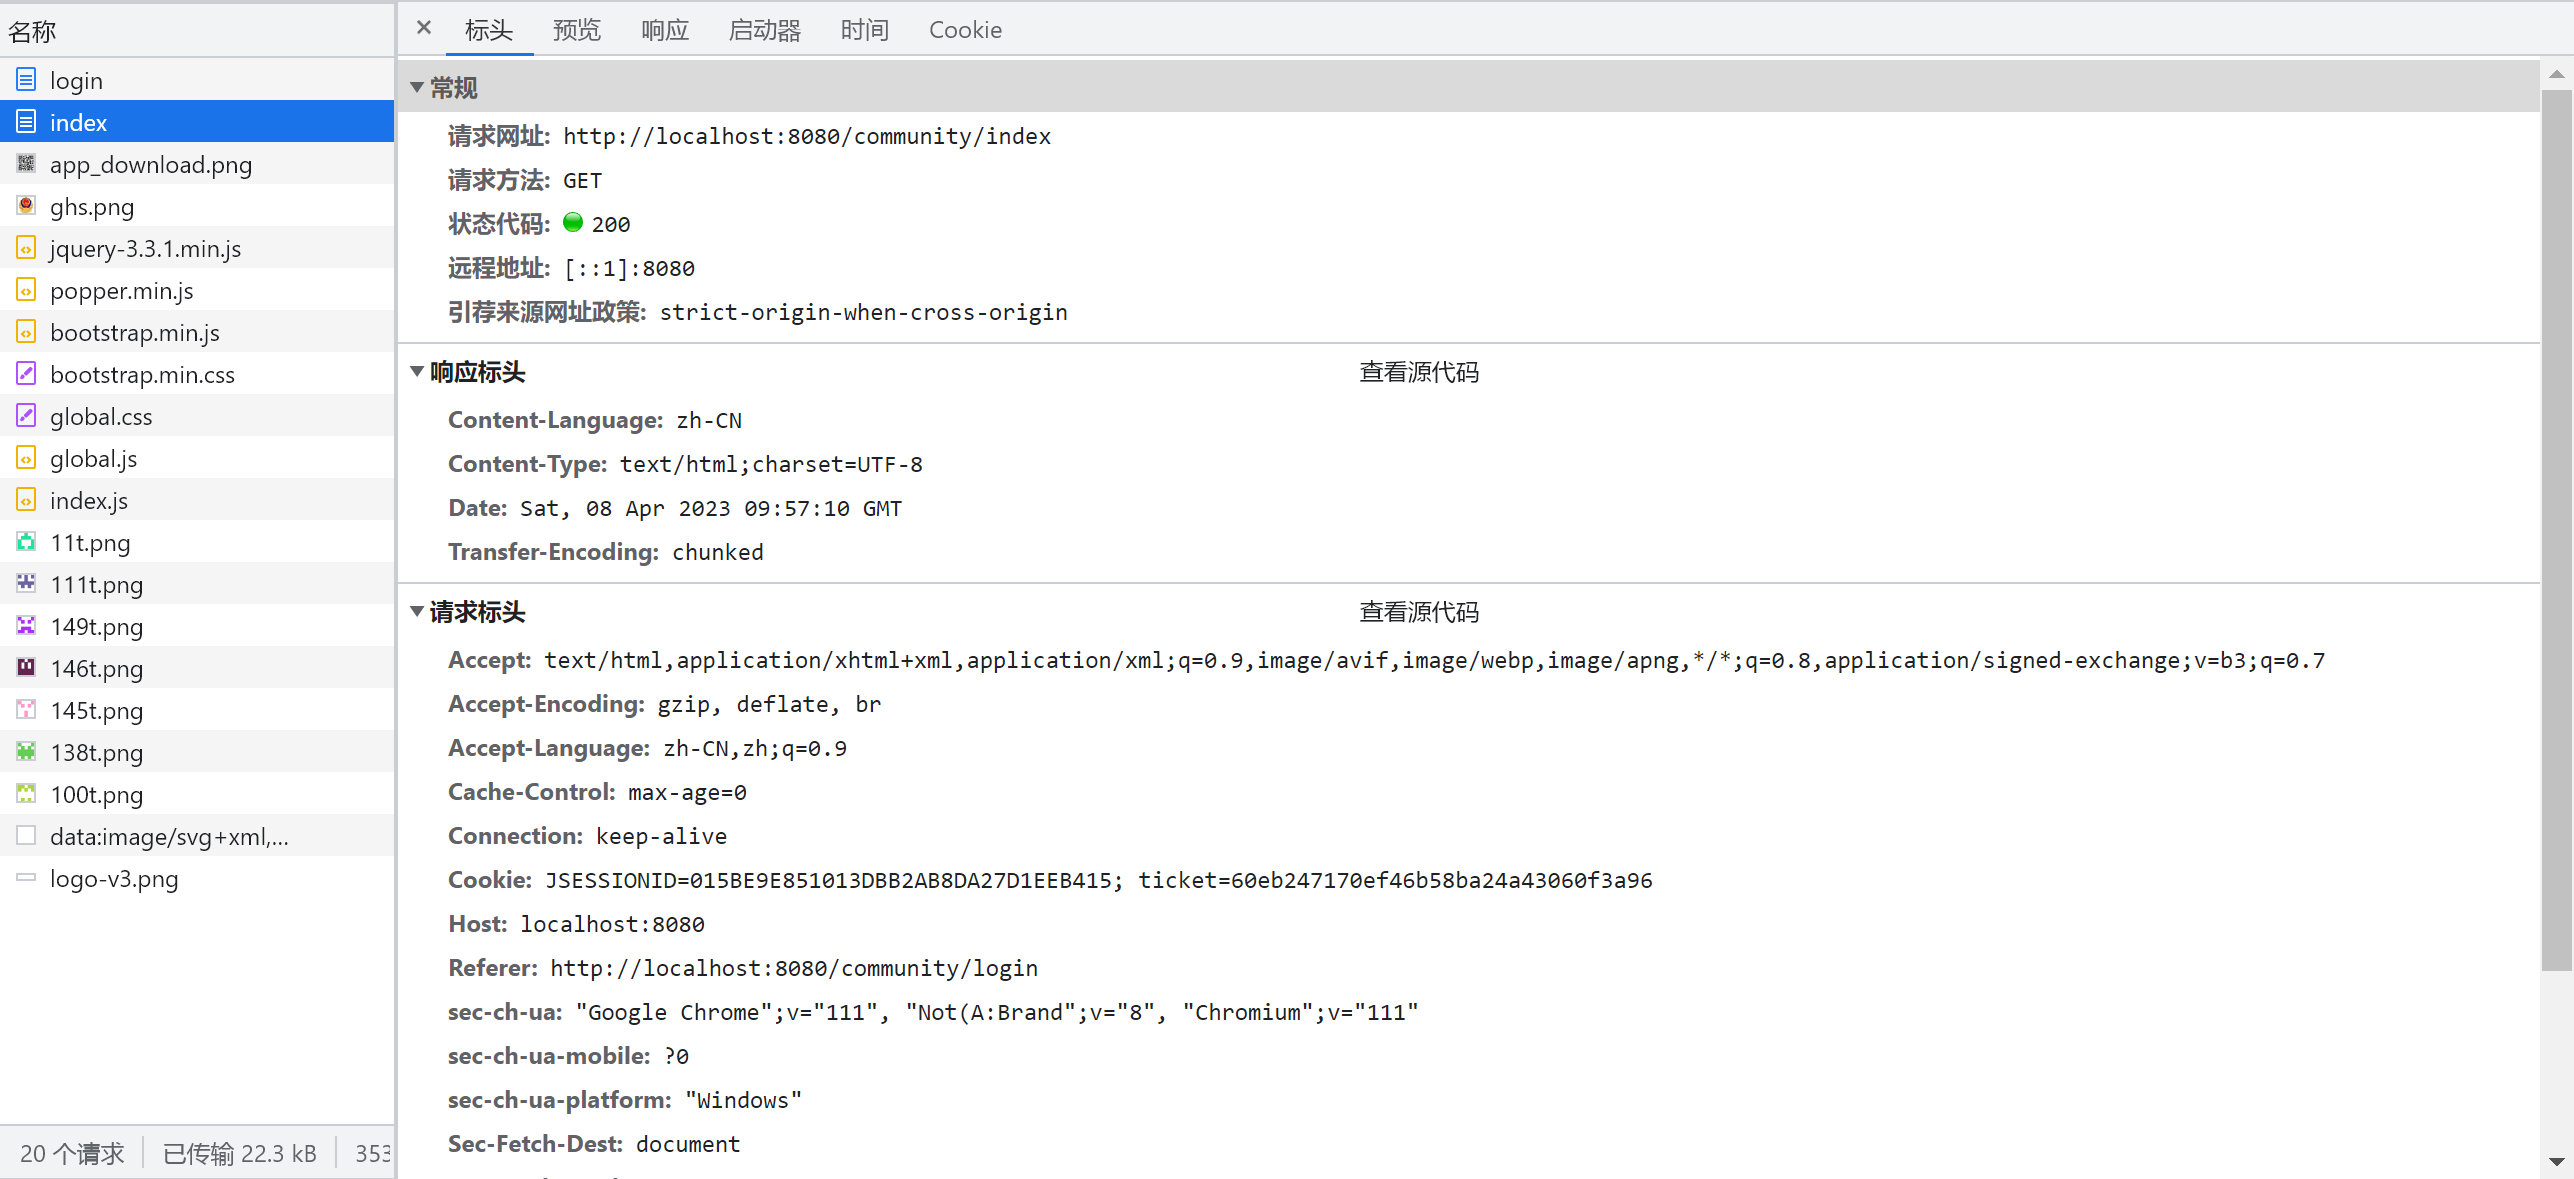 名称
login
index
app_download.png
ghs.png
jquery-3.3.1.min.js
popper.min.js
bootstrap.min.js
bootstrap.min.css
global.css
global.js
index.js
11t.png
111t.png
149t.png
146t.png
145t.png
138t.png
100t.png
data:image/svg+xml,...
logo-v3.png
20 个请求 已传输 22.3 kB 353
× 标头 预览 响应 启动器 时间 Cookie
常规
请求网址: http://localhost:8080/community/index
请求方法: GET
状态代码: 200
远程地址: [::1]:8080
引荐来源网址政策: strict-origin-when-cross-origin
响应标头 查看源代码
Content-Language: zh-CN
Content-Type: text/html;charset=UTF-8
Date: Sat, 08 Apr 2023 09:57:10 GMT
Transfer-Encoding: chunked
请求标头 查看源代码
Accept: text/html,application/xhtml+xml,application/xml;q=0.9,image/avif,image/webp,image/apng,*/*;q=0.8,application/signed-exchange;v=b3;q=0.7
Accept-Encoding: gzip, deflate, br
Accept-Language: zh-CN,zh;q=0.9
Cache-Control: max-age=0
Connection: keep-alive
Cookie: JSESSIONID=015BE9E851013DBB2AB8DA27D1EEB415; ticket=60eb247170ef46b58ba24a43060f3a96
Host: localhost:8080
Referer: http://localhost:8080/community/login
sec-ch-ua: "Google Chrome";v="111", "Not(A:Brand";v="8", "Chromium";v="111"
sec-ch-ua-mobile: ?0
sec-ch-ua-platform: "Windows"
Sec-Fetch-Dest: document